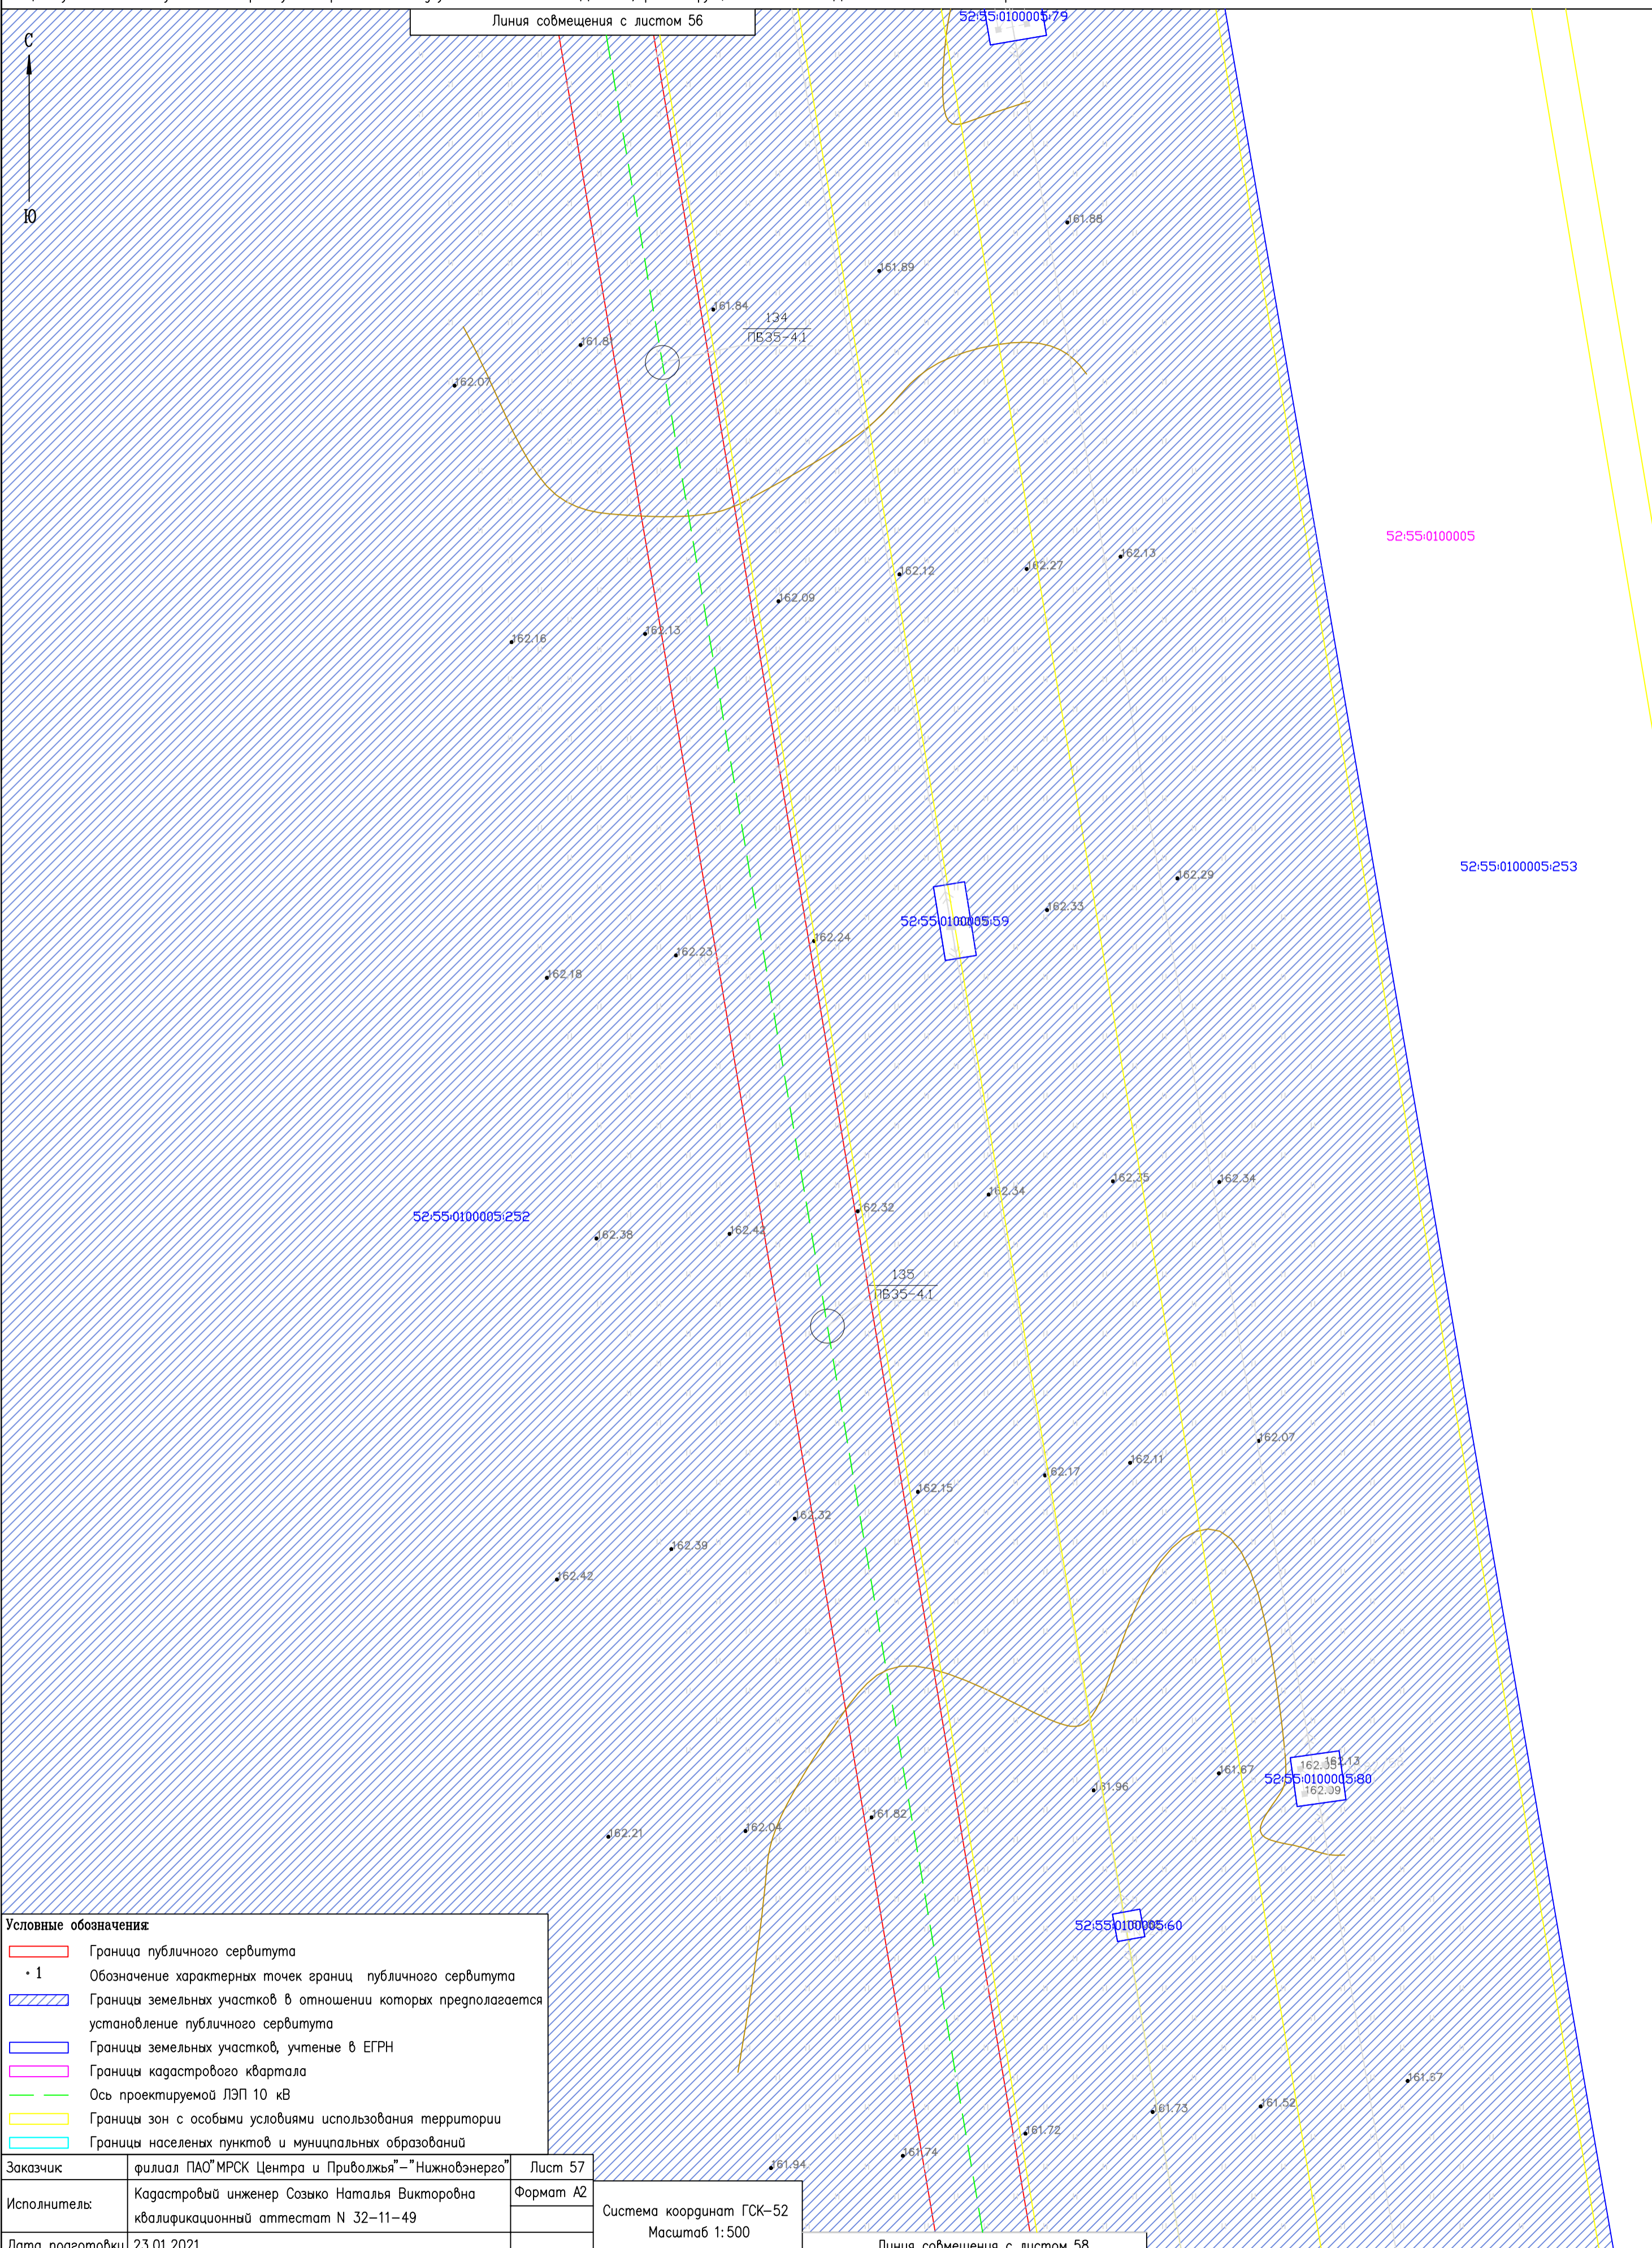 Линия совмещения с листом 56
52:55:0100005:79
С
Ю
161.88
161.89
161.84
134
ПБ35-4.1
161.8
162.07
52:55:0100005
162.13
162.27
162.12
162.09
162.13
162.16
52:55:0100005:253
162.29
162.33
52:55:0100005:59
162.24
162.23
162.18
162.35
162.34
162.34
162.32
52:55:0100005:252
162.42
162.38
135
ПБ35-4.1
162.07
162.11
162.17
162.15
162.32
162.39
162.42
162.13
162.05
161.67
52:55:0100005:80
161.96
162.09
161.82
162.04
162.21
52:55:0100005:60
161.57
161.52
161.73
161.72
161.74
161.94
Условные обозначения:
Граница публичного сервитута
1 Обозначение характерных точек границ публичного сервитута
Границы земельных участков в отношении которых предполагается
установление публичного сервитута
Границы земельных участков, учтеные в ЕГРН
Границы кадастрового квартала
Ось проектируемой ЛЭП 10 кВ
Границы зон с особыми условиями использования территории
Границы населеных пунктов и муницпальных образований
Заказчик: филиал ПАО"МРСК Центра и Приволжья"-"Нижновэнерго" Лист 57
Исполнитель: Кадастровый инженер Созыко Наталья Викторовна Формат А2
квалификационный аттестат N 32-11-49
Система координат ГСК-52
Масштаб 1:500
Дата подготовки 23.01.2021
Линия совмещения с листом 58